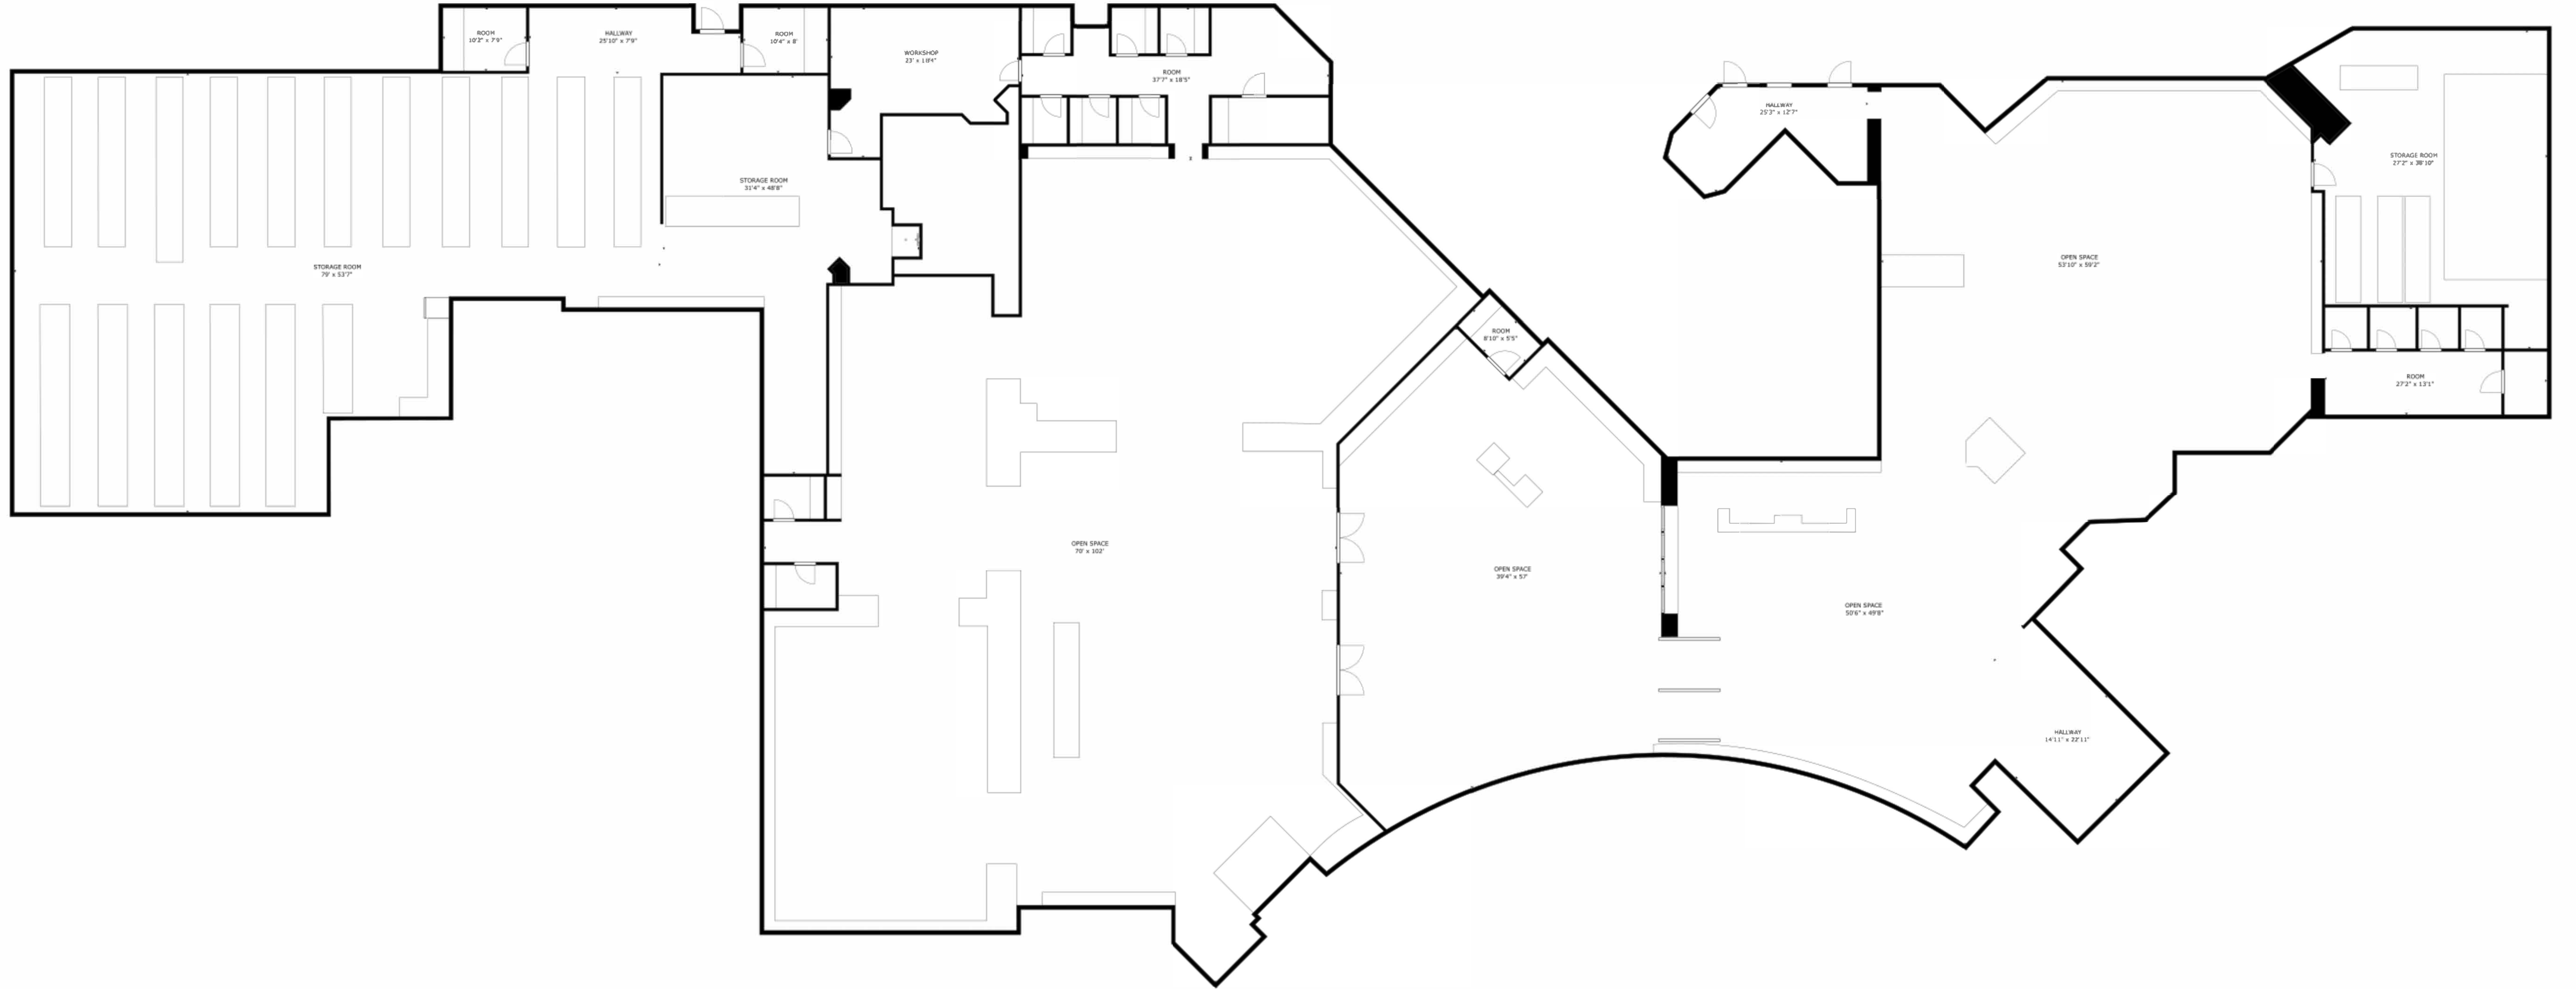 ROOM
10'2" x 7'9"
HALLWAY
25'10" x 7'9"
ROOM
10'4" x 8'
WORKSHOP
23' x 18'4"
ROOM
37'7" x 18'5"
HALLWAY
25'3" x 12'7"
STORAGE ROOM
27'2" x 38'10"
STORAGE ROOM
31'4" x 48'8"
STORAGE ROOM
79' x 53'7"
OPEN SPACE
53'10" x 59'2"
ROOM
8'10" x 5'5"
ROOM
27'2" x 13'1"
OPEN SPACE
70' x 102'
OPEN SPACE
39'4" x 57'
OPEN SPACE
50'6" x 49'8"
HALLWAY
14'11" x 22'11"